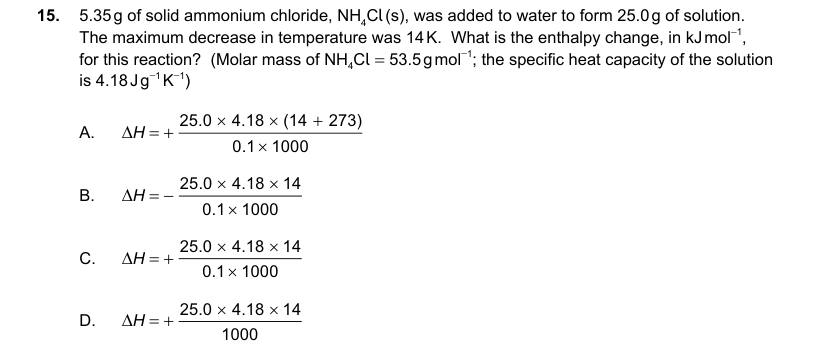 15. 5.35 g of solid ammonium chloride, NH₄Cl (s), was added to water to form 25.0 g of solution.
The maximum decrease in temperature was 14 K. What is the enthalpy change, in kJ mol⁻¹,
for this reaction? (Molar mass of NH₄Cl = 53.5 g mol⁻¹; the specific heat capacity of the solution
is 4.18 J g⁻¹ K⁻¹)
25.0 × 4.18 × (14 + 273)
A. ΔH = +
0.1 × 1000
25.0 × 4.18 × 14
B. ΔH = −
0.1 × 1000
25.0 × 4.18 × 14
C. ΔH = +
0.1 × 1000
25.0 × 4.18 × 14
D. ΔH = +
1000